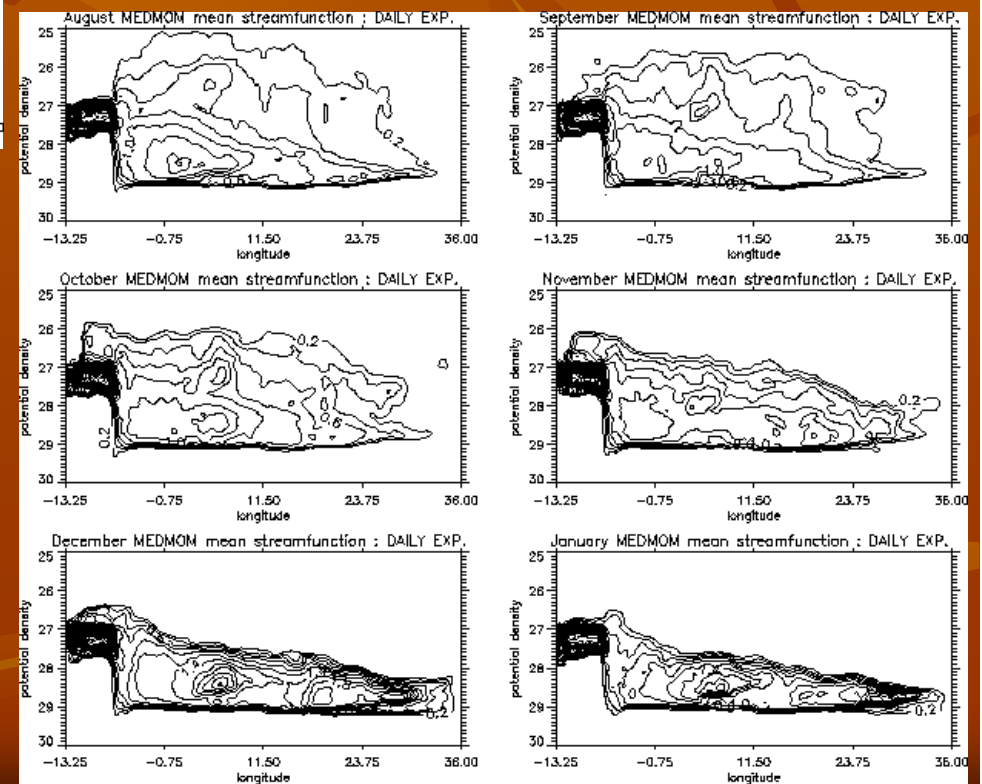 August MEDMOM mean streamfunction : DAILY EXP.
25
26
27
28
29
30
potential density
0.2
-13.25 -0.75 11.50 23.75 36.00
longitude
September MEDMOM mean streamfunction : DAILY EXP.
25
26
27
28
29
30
potential density
1.0
0.2
-13.25 -0.75 11.50 23.75 36.00
longitude
October MEDMOM mean streamfunction : DAILY EXP.
25
26
27
28
29
30
potential density
0.2
0.2
-13.25 -0.75 11.50 23.75 36.00
longitude
November MEDMOM mean streamfunction : DAILY EXP.
25
26
27
28
29
30
potential density
0.2
-13.25 -0.75 11.50 23.75 36.00
longitude
December MEDMOM mean streamfunction : DAILY EXP.
25
26
27
28
29
30
potential density
0.2
-13.25 -0.75 11.50 23.75 36.00
longitude
January MEDMOM mean streamfunction : DAILY EXP.
25
26
27
28
29
30
potential density
0.2
-13.25 -0.75 11.50 23.75 36.00
longitude